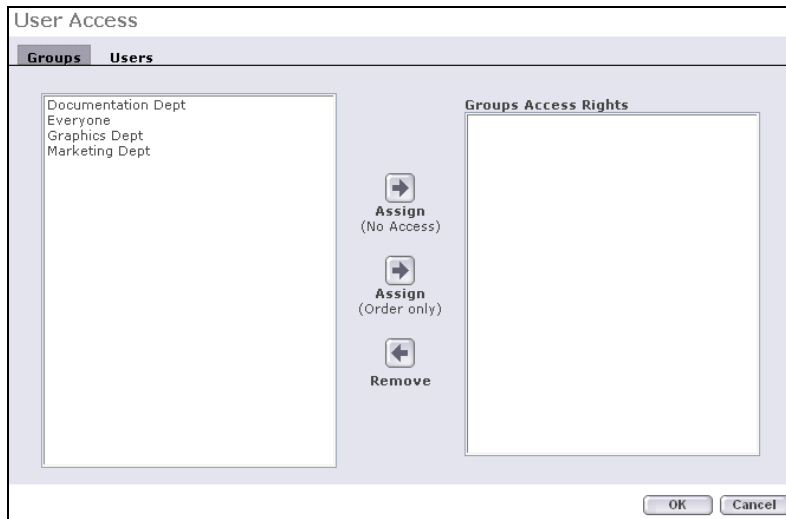 User Access
Groups Users
Documentation Dept
Everyone
Graphics Dept
Marketing Dept
Groups Access Rights
Assign
(No Access)
Assign
(Order only)
Remove
OK Cancel